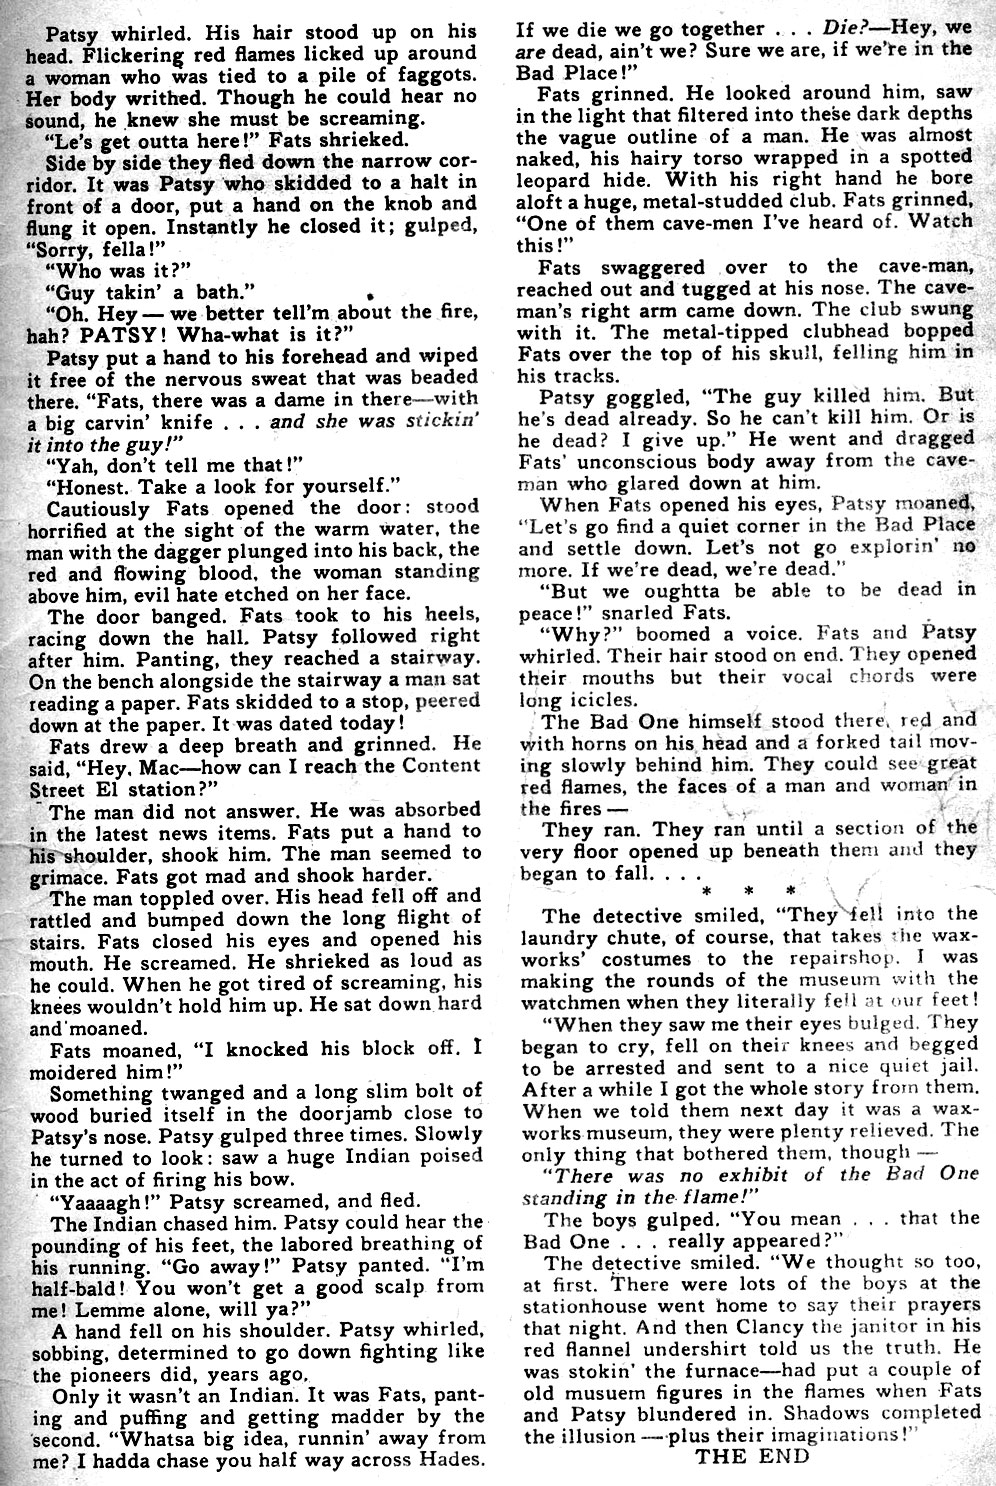 Patsy whirled. His hair stood up on his
head. Flickering red flames licked up around
a woman who was tied to a pile of faggots.
Her body writhed. Though he could hear no
sound, he knew she must be screaming.
“Le's get outta here!” Fats shrieked.
Side by side they fled down the narrow cor-
ridor. It was Patsy who skidded to a halt in
front of a door, put a hand on the knob and
flung it open. Instantly he closed it; gulped,
“Sorry, fella!”
“Who was it?”
“Guy takin' a bath.”
“Oh. Hey — we better tell'm about the fire,
hah? PATSY! Wha-what is it?”
Patsy put a hand to his forehead and wiped
it free of the nervous sweat that was beaded
there. “Fats, there was a dame in there—with
a big carvin' knife . . . and she was stickin'
it into the guy!”
“Yah, don't tell me that!”
“Honest. Take a look for yourself.”
Cautiously Fats opened the door: stood
horrified at the sight of the warm water, the
man with the dagger plunged into his back, the
red and flowing blood, the woman standing
above him, evil hate etched on her face.
The door banged. Fats took to his heels,
racing down the hall. Patsy followed right
after him. Panting, they reached a stairway.
On the bench alongside the stairway a man sat
reading a paper. Fats skidded to a stop, peered
down at the paper. It was dated today!
Fats drew a deep breath and grinned. He
said, “Hey, Mac—how can I reach the Content
Street El station?”
The man did not answer. He was absorbed
in the latest news items. Fats put a hand to
his shoulder, shook him. The man seemed to
grimace. Fats got mad and shook harder.
The man toppled over. His head fell off and
rattled and bumped down the long flight of
stairs. Fats closed his eyes and opened his
mouth. He screamed. He shrieked as loud as
he could. When he got tired of screaming, his
knees wouldn't hold him up. He sat down hard
and moaned.
Fats moaned, “I knocked his block off. I
moidered him!”
Something twanged and a long slim bolt of
wood buried itself in the doorjamb close to
Patsy's nose. Patsy gulped three times. Slowly
he turned to look: saw a huge Indian poised
in the act of firing his bow.
“Yaaaagh!” Patsy screamed, and fled.
The Indian chased him. Patsy could hear the
pounding of his feet, the labored breathing of
his running. “Go away!” Patsy panted. “I'm
half-bald! You won't get a good scalp from
me! Lemme alone, will ya?”
A hand fell on his shoulder. Patsy whirled,
sobbing, determined to go down fighting like
the pioneers did, years ago.
Only it wasn't an Indian. It was Fats, pant-
ing and puffing and getting madder by the
second. “Whatsa big idea, runnin' away from
me? I hadda chase you half way across Hades.
If we die we go together . . . Die?—Hey, we
are dead, ain't we? Sure we are, if we're in the
Bad Place!”
Fats grinned. He looked around him, saw
in the light that filtered into these dark depths
the vague outline of a man. He was almost
naked, his hairy torso wrapped in a spotted
leopard hide. With his right hand he bore
aloft a huge, metal-studded club. Fats grinned,
“One of them cave-men I've heard of. Watch
this!”
Fats swaggered over to the cave-man,
reached out and tugged at his nose. The cave-
man's right arm came down. The club swung
with it. The metal-tipped clubhead bopped
Fats over the top of his skull, felling him in
his tracks.
Patsy goggled, “The guy killed him. But
he's dead already. So he can't kill him. Or is
he dead? I give up.” He went and dragged
Fats' unconscious body away from the cave-
man who glared down at him.
When Fats opened his eyes, Patsy moaned,
“Let's go find a quiet corner in the Bad Place
and settle down. Let's not go explorin' no
more. If we're dead, we're dead.”
“But we oughtta be able to be dead in
peace!” snarled Fats.
“Why?” boomed a voice. Fats and Patsy
whirled. Their hair stood on end. They opened
their mouths but their vocal chords were
long icicles.
The Bad One himself stood there, red and
with horns on his head and a forked tail mov-
ing slowly behind him. They could see great
red flames, the faces of a man and woman in
the fires —
They ran. They ran until a section of the
very floor opened up beneath them and they
began to fall. . . .
* * *
The detective smiled, “They fell into the
laundry chute, of course, that takes the wax-
works' costumes to the repairshop. I was
making the rounds of the museum with the
watchmen when they literally fell at our feet!
“When they saw me their eyes bulged. They
began to cry, fell on their knees and begged
to be arrested and sent to a nice quiet jail.
After a while I got the whole story from them.
When we told them next day it was a wax-
works museum, they were plenty relieved. The
only thing that bothered them, though —
“There was no exhibit of the Bad One
standing in the flame!”
The boys gulped. “You mean . . . that the
Bad One . . . really appeared?”
The detective smiled. “We thought so too,
at first. There were lots of the boys at the
stationhouse went home to say their prayers
that night. And then Clancy the janitor in his
red flannel undershirt told us the truth. He
was stokin' the furnace—had put a couple of
old musuem figures in the flames when Fats
and Patsy blundered in. Shadows completed
the illusion — plus their imaginations!”
THE END